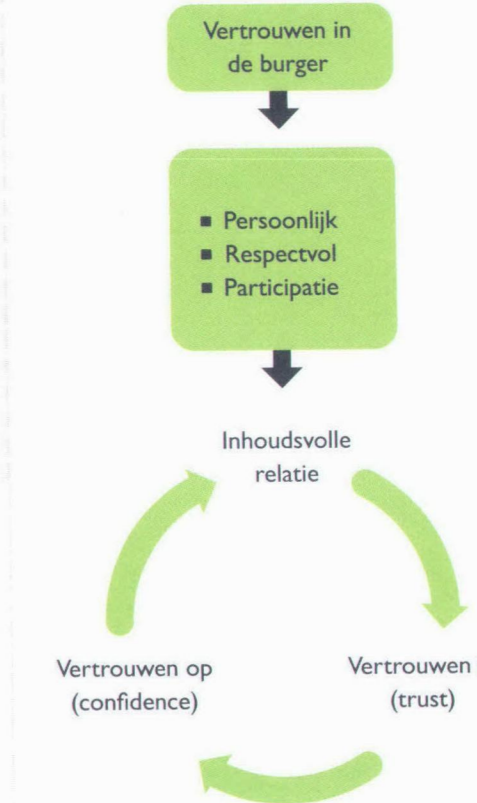 Vertrouwen in
de burger
▪ Persoonlijk
▪ Respectvol
▪ Participatie
Inhoudsvolle
relatie
Vertrouwen op
(confidence)
Vertrouwen
(trust)